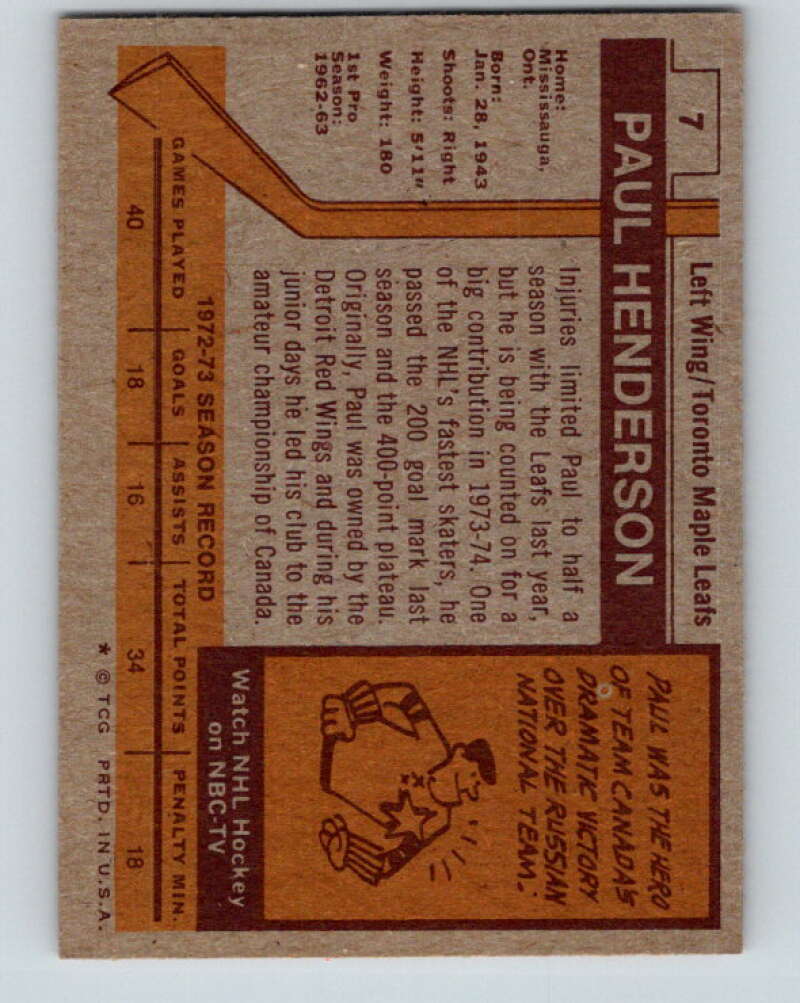 7
Left Wing/Toronto Maple Leafs
PAUL HENDERSON
Home:
Mississauga,
Ont.
Born:
Jan. 28, 1943
Shoots: Right
Height: 5'11"
Weight: 180
1st Pro
Season:
1962-63
Injuries limited Paul to half a
season with the Leafs last year,
but he is being counted on for a
big contribution in 1973-74. One
of the NHL's fastest skaters, he
passed the 200 goal mark last
season and the 400-point plateau.
Originally, Paul was owned by the
Detroit Red Wings and during his
junior days he led his club to the
amateur championship of Canada.
PAUL WAS THE HERO
OF TEAM CANADA'S
DRAMATIC VICTORY
OVER THE RUSSIAN
NATIONAL TEAM.
Watch NHL Hockey
on NBC-TV
1972-73 SEASON RECORD
GAMES PLAYED GOALS ASSISTS TOTAL POINTS PENALTY MIN.
40 18 16 34 18
* © TCG PRTD. IN U.S.A.